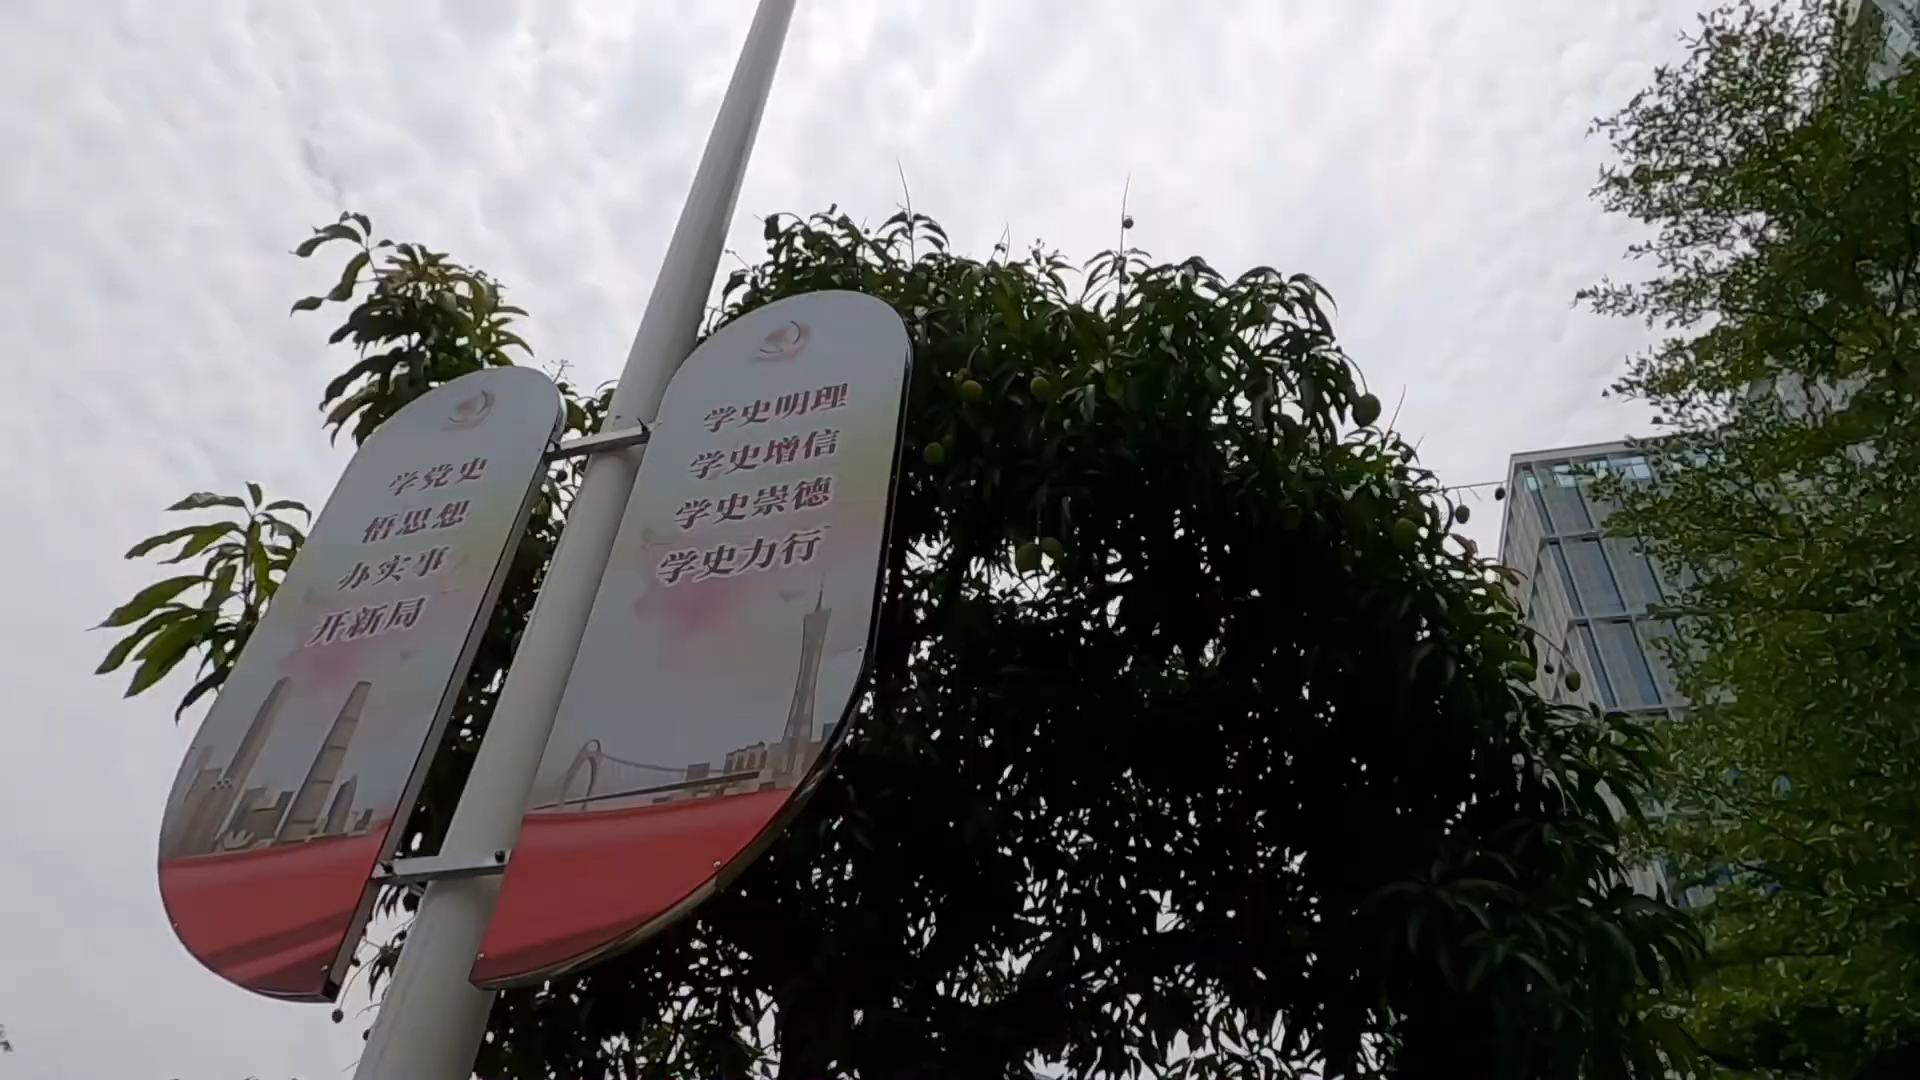 学党史
悟思想
办实事
开新局
学史明理
学史增信
学史崇德
学史力行